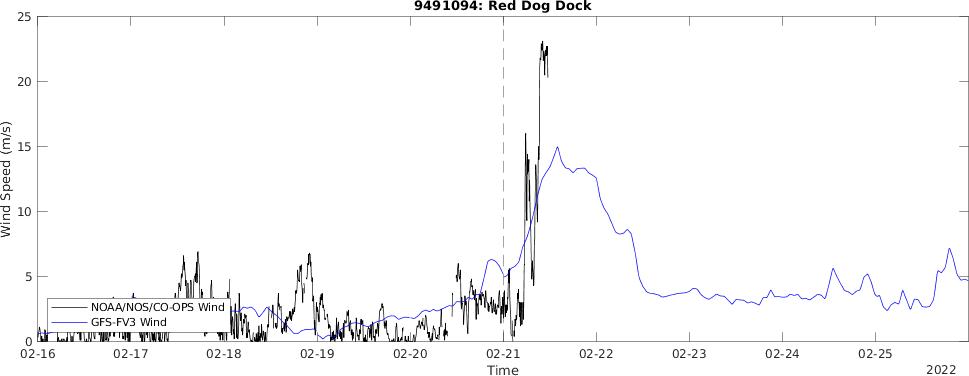 9491094: Red Dog Dock
25
20
15
10
5
0
Wind Speed (m/s)
NOAA/NOS/CO-OPS Wind
GFS-FV3 Wind
02-16 02-17 02-18 02-19 02-20 02-21 02-22 02-23 02-24 02-25
Time
2022